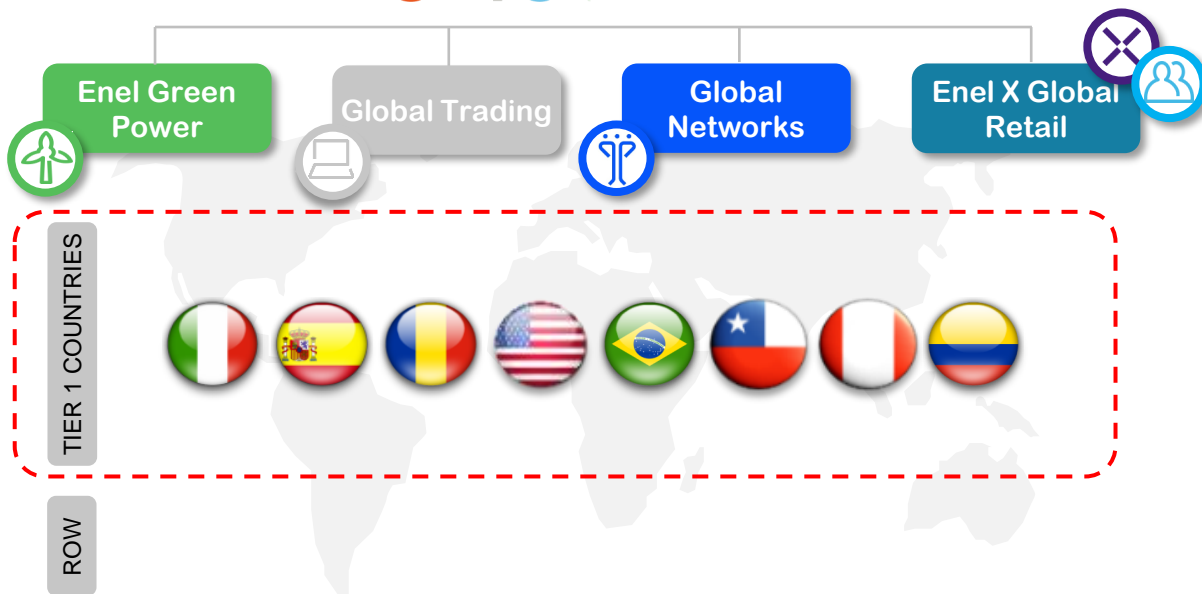 Enel Green
Power
Global Trading
Global
Networks
Enel X Global
Retail
TIER 1 COUNTRIES
ROW